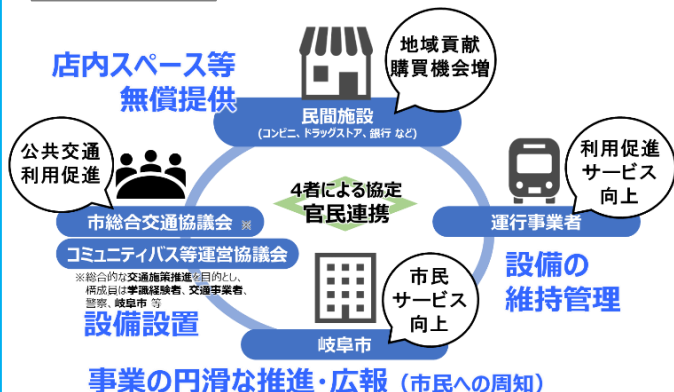 地域貢献
購買機会増
店内スペース等
無償提供
民間施設
(コンビニ、ドラッグストア、銀行 など)
公共交通
利用促進
利用促進
サービス
向上
4者による協定
官民連携
市総合交通協議会 ※
運行事業者
コミュニティバス等運営協議会
※総合的な交通施策推進を目的とし、
構成員は学識経験者、交通事業者、
警察、岐阜市 等
設備設置
市民
サービス
向上
設備の
維持管理
岐阜市
事業の円滑な推進・広報（市民への周知）